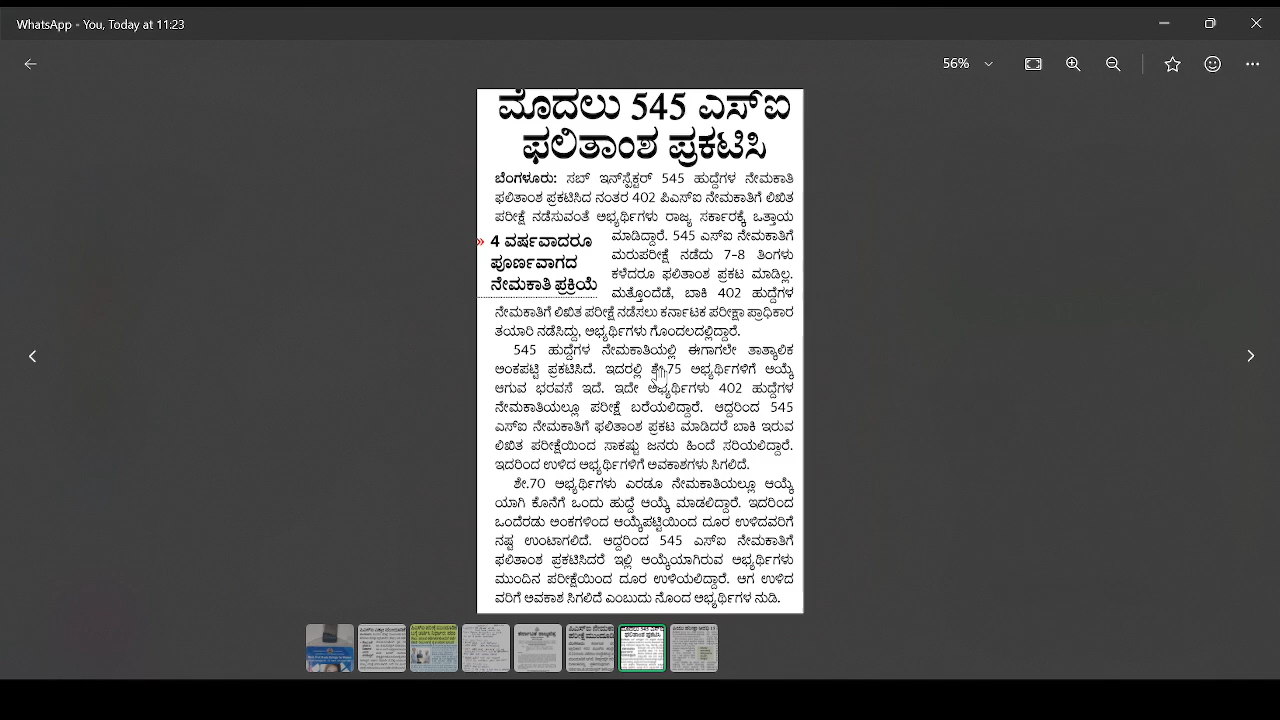 WhatsApp - You, Today at 11:23
56%
ಮೊದಲು 545 ಎಸ್ಐ
ಫಲಿತಾಂಶ ಪ್ರಕಟಿಸಿ
ಬೆಂಗಳೂರು: ಸಬ್ ಇನ್‌ಸ್ಪೆಕ್ಟರ್ 545 ಹುದ್ದೆಗಳ ನೇಮಕಾತಿ
ಫಲಿತಾಂಶ ಪ್ರಕಟಿಸಿದ ನಂತರ 402 ಪಿಎಸ್‌ಐ ನೇಮಕಾತಿಗೆ ಲಿಖಿತ
ಪರೀಕ್ಷೆ ನಡೆಸುವಂತೆ ಅಭ್ಯರ್ಥಿಗಳು ರಾಜ್ಯ ಸರ್ಕಾರಕ್ಕೆ ಒತ್ತಾಯ
ಮಾಡಿದ್ದಾರೆ. 545 ಎಸ್‌ಐ ನೇಮಕಾತಿಗೆ
ಮರುಪರೀಕ್ಷೆ ನಡೆದು 7-8 ತಿಂಗಳು
ಕಳೆದರೂ ಫಲಿತಾಂಶ ಪ್ರಕಟ ಮಾಡಿಲ್ಲ.
ಮತ್ತೊಂದೆಡೆ, ಬಾಕಿ 402 ಹುದ್ದೆಗಳ
» 4 ವರ್ಷವಾದರೂ
ಪೂರ್ಣವಾಗದ
ನೇಮಕಾತಿ ಪ್ರಕ್ರಿಯೆ
ನೇಮಕಾತಿಗೆ ಲಿಖಿತ ಪರೀಕ್ಷೆ ನಡೆಸಲು ಕರ್ನಾಟಕ ಪರೀಕ್ಷಾ ಪ್ರಾಧಿಕಾರ
ತಯಾರಿ ನಡೆಸಿದ್ದು, ಅಭ್ಯರ್ಥಿಗಳು ಗೊಂದಲದಲ್ಲಿದ್ದಾರೆ.
545 ಹುದ್ದೆಗಳ ನೇಮಕಾತಿಯಲ್ಲಿ ಈಗಾಗಲೇ ತಾತ್ಕಾಲಿಕ
ಅಂಕಪಟ್ಟಿ ಪ್ರಕಟಿಸಿದೆ. ಇದರಲ್ಲಿ ಶೇ.75 ಅಭ್ಯರ್ಥಿಗಳಿಗೆ ಆಯ್ಕೆ
ಆಗುವ ಭರವಸೆ ಇದೆ. ಇದೇ ಅಭ್ಯರ್ಥಿಗಳು 402 ಹುದ್ದೆಗಳ
ನೇಮಕಾತಿಯಲ್ಲೂ ಪರೀಕ್ಷೆ ಬರೆಯಲಿದ್ದಾರೆ. ಆದ್ದರಿಂದ 545
ಎಸ್‌ಐ ನೇಮಕಾತಿಗೆ ಫಲಿತಾಂಶ ಪ್ರಕಟ ಮಾಡಿದರೆ ಬಾಕಿ ಇರುವ
ಲಿಖಿತ ಪರೀಕ್ಷೆಯಿಂದ ಸಾಕಷ್ಟು ಜನರು ಹಿಂದೆ ಸರಿಯಲಿದ್ದಾರೆ.
ಇದರಿಂದ ಉಳಿದ ಅಭ್ಯರ್ಥಿಗಳಿಗೆ ಅವಕಾಶಗಳು ಸಿಗಲಿದೆ.
ಶೇ.70 ಅಭ್ಯರ್ಥಿಗಳು ಎರಡೂ ನೇಮಕಾತಿಯಲ್ಲೂ ಆಯ್ಕೆ
ಯಾಗಿ ಕೊನೆಗೆ ಒಂದು ಹುದ್ದೆ ಆಯ್ಕೆ ಮಾಡಲಿದ್ದಾರೆ. ಇದರಿಂದ
ಒಂದೆರಡು ಅಂಕಗಳಿಂದ ಆಯ್ಕೆಪಟ್ಟಿಯಿಂದ ದೂರ ಉಳಿದವರಿಗೆ
ನಷ್ಟ ಉಂಟಾಗಲಿದೆ. ಅದ್ದರಿಂದ 545 ಎಸ್‌ಐ ನೇಮಕಾತಿಗೆ
ಫಲಿತಾಂಶ ಪ್ರಕಟಿಸಿದರೆ ಇಲ್ಲಿ ಆಯ್ಕೆಯಾಗಿರುವ ಅಭ್ಯರ್ಥಿಗಳು
ಮುಂದಿನ ಪರೀಕ್ಷೆಯಿಂದ ದೂರ ಉಳಿಯಲಿದ್ದಾರೆ. ಆಗ ಉಳಿದ
ವರಿಗೆ ಅವಕಾಶ ಸಿಗಲಿದೆ ಎಂಬುದು ನೊಂದ ಅಭ್ಯರ್ಥಿಗಳ ನುಡಿ.